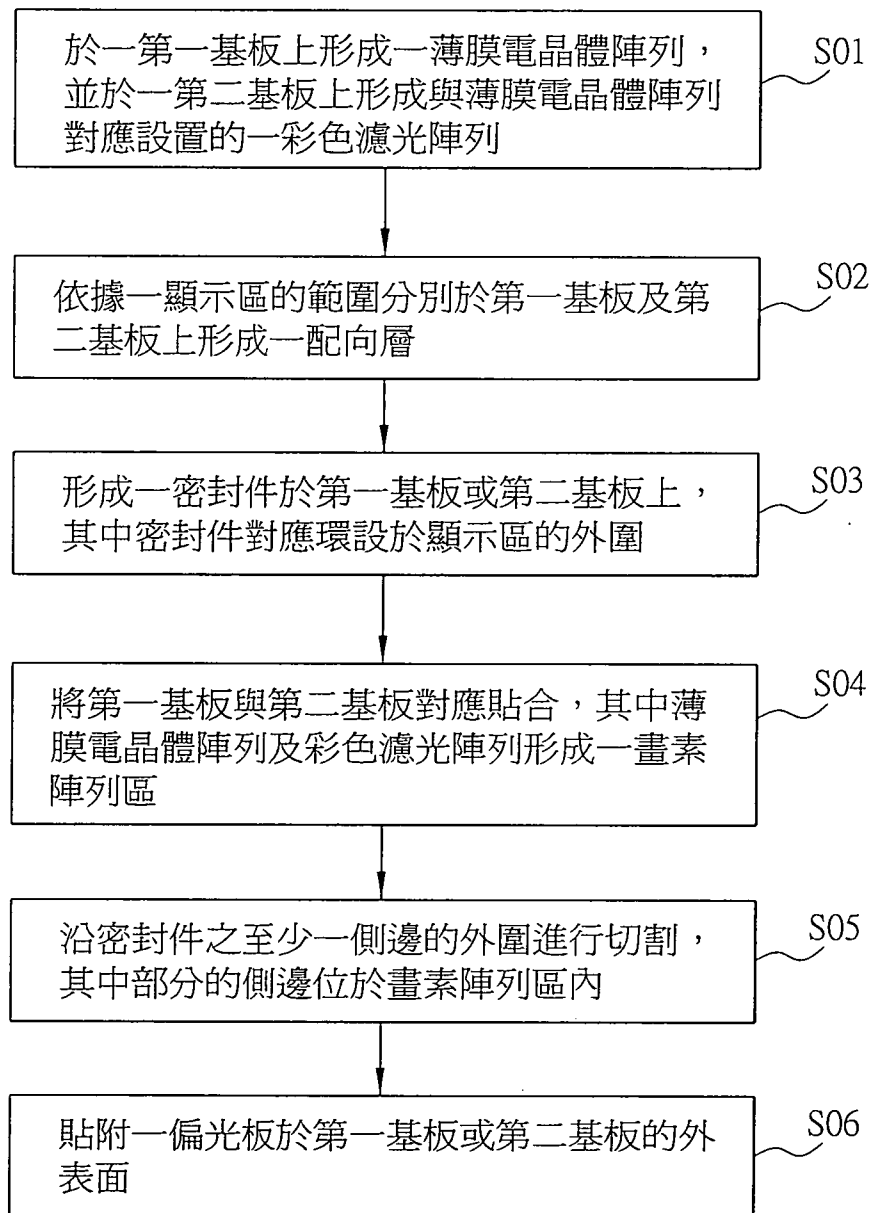 於一第一基板上形成一薄膜電晶體陣列，
並於一第二基板上形成與薄膜電晶體陣列
對應設置的一彩色濾光陣列
S01
依據一顯示區的範圍分別於第一基板及第
二基板上形成一配向層
S02
形成一密封件於第一基板或第二基板上，
其中密封件對應環設於顯示區的外圍
S03
將第一基板與第二基板對應貼合，其中薄
膜電晶體陣列及彩色濾光陣列形成一畫素
陣列區
S04
沿密封件之至少一側邊的外圍進行切割，
其中部分的側邊位於畫素陣列區內
S05
貼附一偏光板於第一基板或第二基板的外
表面
S06